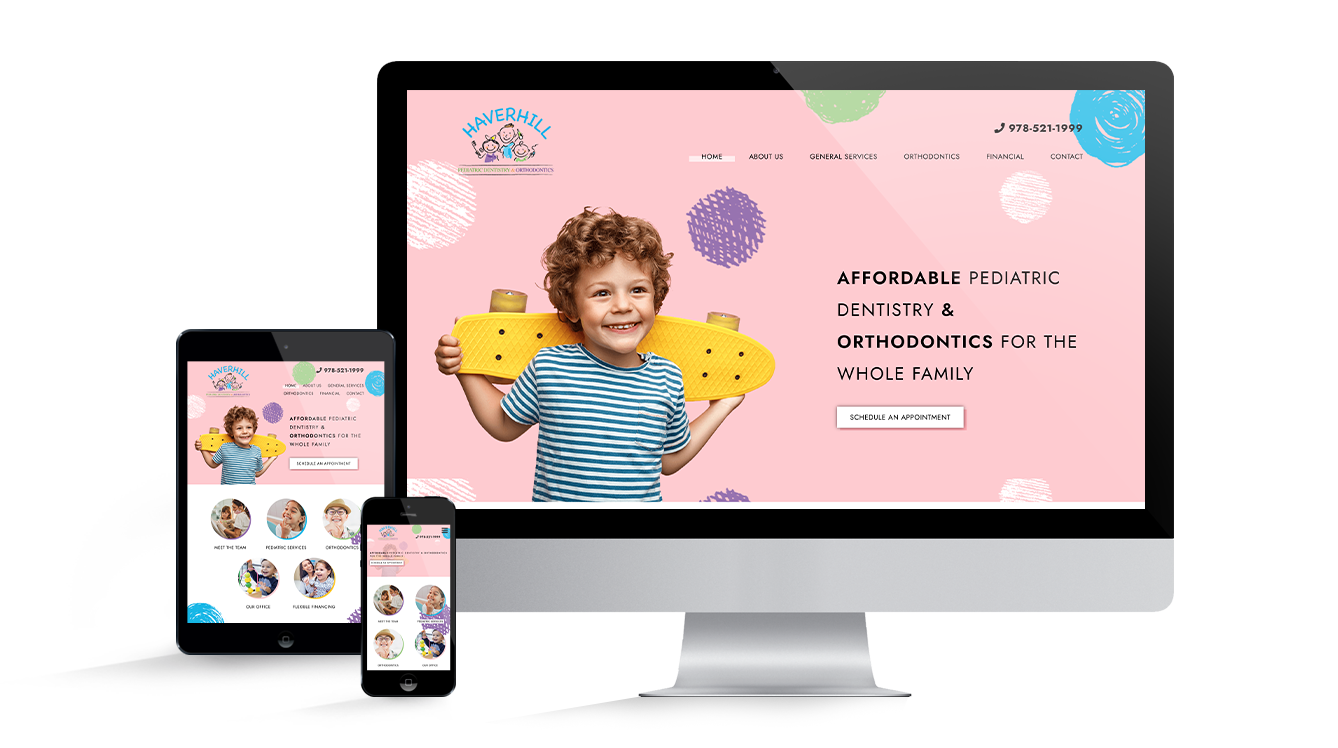 HAVERHILL
PEDIATRIC DENTISTRY & ORTHODONTICS
978-521-1999
HOME ABOUT US GENERAL SERVICES ORTHODONTICS FINANCIAL CONTACT
AFFORDABLE PEDIATRIC
DENTISTRY &
ORTHODONTICS FOR THE
WHOLE FAMILY
SCHEDULE AN APPOINTMENT
HAVERHILL
978-521-1999
HOME ABOUT US GENERAL SERVICES
ORTHODONTICS FINANCIAL CONTACT
AFFORDABLE PEDIATRIC
DENTISTRY &
ORTHODONTICS FOR THE
WHOLE FAMILY
SCHEDULE AN APPOINTMENT
MEET THE TEAM PEDIATRIC SERVICES ORTHODONTICS
OUR OFFICE FLEXIBLE FINANCING
HAVERHILL
978-521-1999
AFFORDABLE PEDIATRIC DENTISTRY & ORTHODONTICS
FOR THE WHOLE FAMILY
SCHEDULE AN APPOINTMENT
MEET THE TEAM PEDIATRIC SERVICES
ORTHODONTICS OUR OFFICE